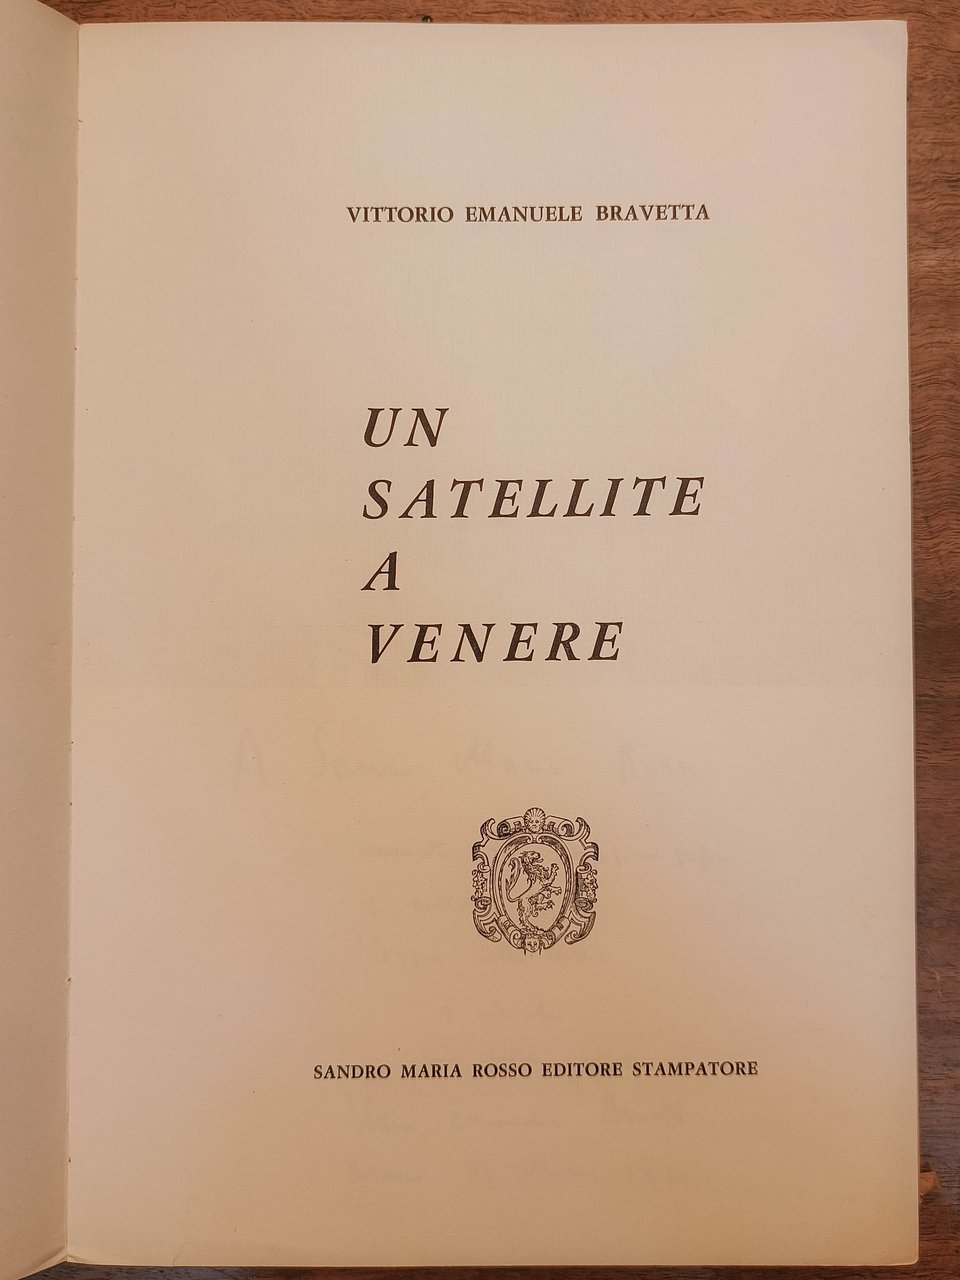 VITTORIO EMANUELE BRAVETTA
UN
SATELLITE
A
VENERE
SANDRO MARIA ROSSO EDITORE STAMPATORE